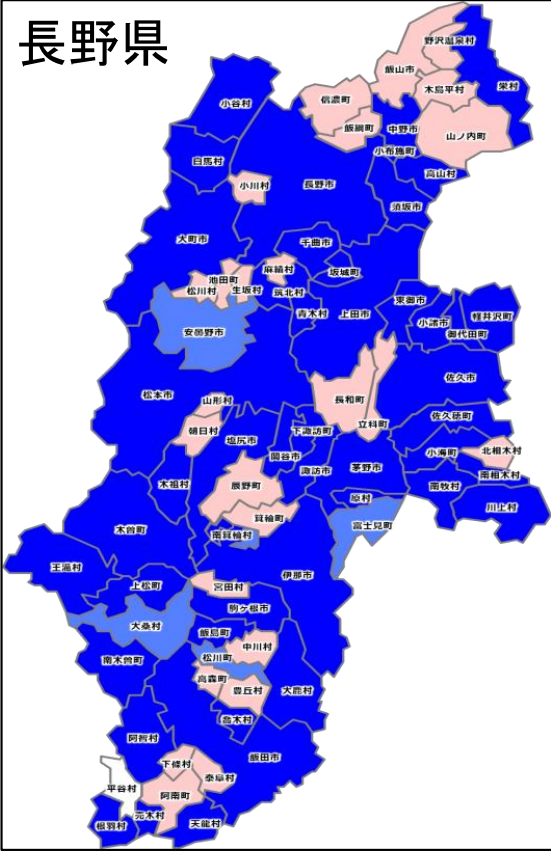 長野県
野沢温泉村
飯山市
木島平村
栄村
信濃町
飯綱町
中野市
山ノ内町
小谷村
小布施町
白馬村
高山村
小川村
長野市
須坂市
大町市
千曲市
麻績村
坂城町
池田町
松川村
生坂村
筑北村
青木村
上田市
東御市
小諸市
軽井沢町
御代田町
安曇野市
佐久市
松本市
山形村
長和町
立科町
佐久穂町
朝日村
塩尻市
下諏訪町
岡谷市
諏訪市
茅野市
小海町
北相木村
南相木村
木祖村
辰野町
原村
南牧村
川上村
箕輪町
富士見町
木曽町
南箕輪村
王滝村
伊那市
上松町
宮田村
駒ヶ根市
大桑村
飯島町
中川村
南木曽町
松川町
高森町
豊丘村
大鹿村
喬木村
阿智村
飯田市
下條村
泰阜村
平谷村
阿南町
売木村
根羽村
天龍村